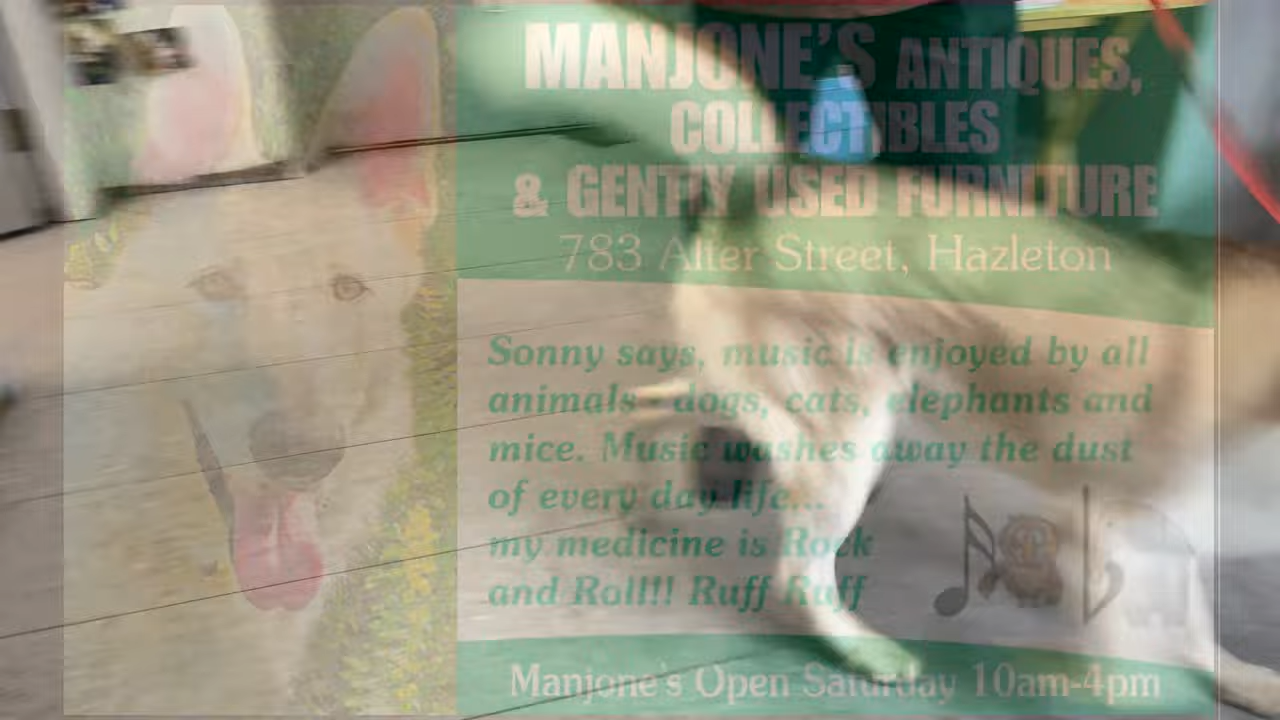 MANJONE'S ANTIQUES,
COLLECTIBLES
& GENTLY USED FURNITURE
783 Alter Street, Hazleton
Sonny says, music is enjoyed by all
animals - dogs, cats, elephants and
mice. Music washes away the dust
of every day life...
my medicine is Rock
and Roll!! Ruff Ruff
Manjone's Open Saturday 10am-4pm